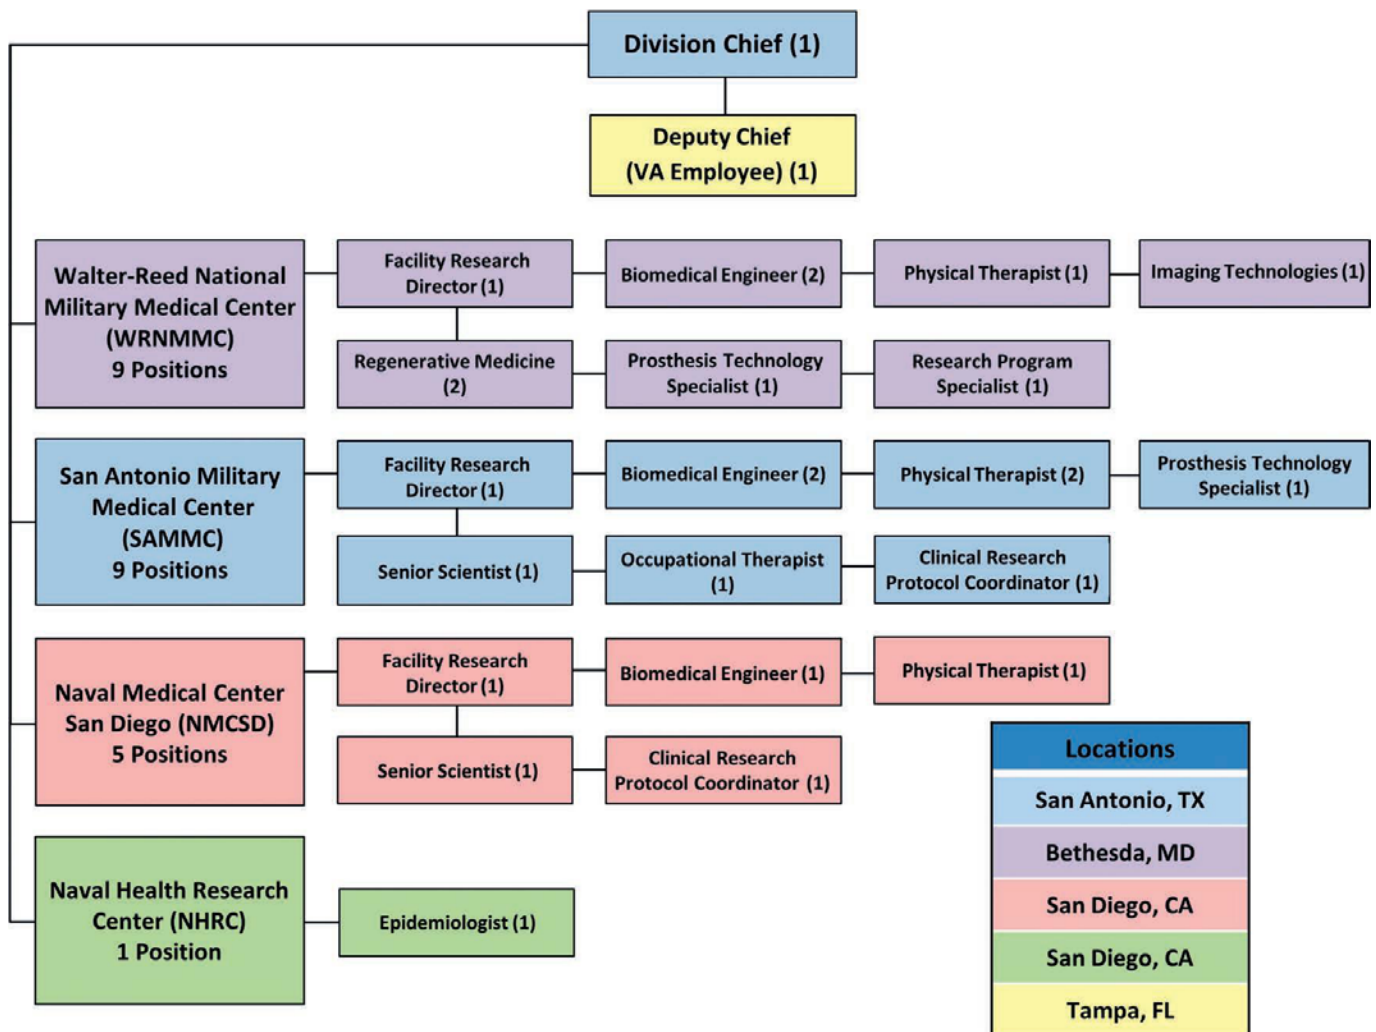 Division Chief (1)
Deputy Chief
(VA Employee) (1)
Walter-Reed National
Military Medical Center
(WRNMMC)
9 Positions
Facility Research
Director (1)
Biomedical Engineer (2)
Physical Therapist (1)
Imaging Technologies (1)
Regenerative Medicine
(2)
Prosthesis Technology
Specialist (1)
Research Program
Specialist (1)
San Antonio Military
Medical Center
(SAMMC)
9 Positions
Facility Research
Director (1)
Biomedical Engineer (2)
Physical Therapist (2)
Prosthesis Technology
Specialist (1)
Senior Scientist (1)
Occupational Therapist
(1)
Clinical Research
Protocol Coordinator (1)
Naval Medical Center
San Diego (NMCSD)
5 Positions
Facility Research
Director (1)
Biomedical Engineer (1)
Physical Therapist (1)
Senior Scientist (1)
Clinical Research
Protocol Coordinator (1)
Naval Health Research
Center (NHRC)
1 Position
Epidemiologist (1)
Locations
San Antonio, TX
Bethesda, MD
San Diego, CA
San Diego, CA
Tampa, FL